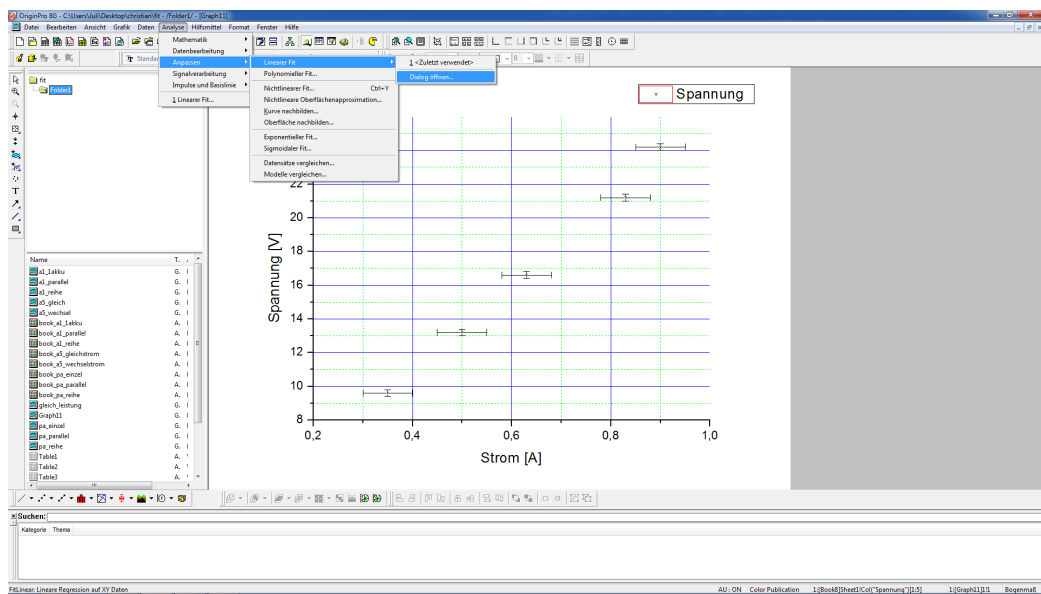 OriginPro 8G - C:\Users\Juli\Desktop\christian\fit - /Folder1/ - [Graph11]
Datei Bearbeiten Ansicht Grafik Daten Analyse Hilfsmittel Format Fenster Hilfe
Mathematik
Datenbearbeitung
Anpassen
Signalverarbeitung
Impulse und Basislinie
1 Linearer Fit...
Linearer Fit
Polynomieller Fit...
Nichtlinearer Fit... Ctrl+Y
Nichtlineare Oberflächenapproximation...
Kurve nachbilden...
Oberfläche nachbilden...
Exponentieller Fit...
Sigmoidaler Fit...
Datensätze vergleichen...
Modelle vergleichen...
1 <Zuletzt verwendet>
Dialog öffnen...
fit
Folder1
Spannung
22
20
18
16
14
12
10
8
Spannung [V]
0,2 0,4 0,6 0,8 1,0
Strom [A]
Name T.
a1_1akku G.
a1_parallel G.
a1_reihe G.
a5_gleich G.
a5_wechsel G.
book_a1_1akku A.
book_a1_parallel A.
book_a1_reihe A.
book_a5_gleichstrom A.
book_a5_wechselstrom A.
book_pa_einzel A.
book_pa_parallel A.
book_pa_reihe A.
gleich_leistung G.
Graph11 G.
pa_einzel G.
pa_parallel G.
pa_reihe G.
Table1 A.
Table2 A.
Table3 A.
Suchen:
Kategorie Thema
FitLinear: Lineare Regression auf XY Daten AU : ON Color Publication 1:[Book8]Sheet1!Col("Spannung")[1:5] 1:[Graph11]1!1 Bogenmaß